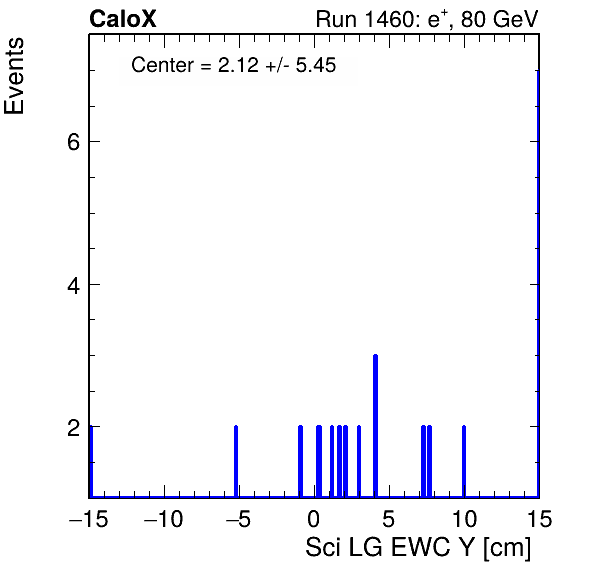 CaloX Run 1460: e⁺, 80 GeV
Center = 2.12 +/- 5.45
Events
6
4
2
−15 −10 −5 0 5 10 15
Sci LG EWC Y [cm]